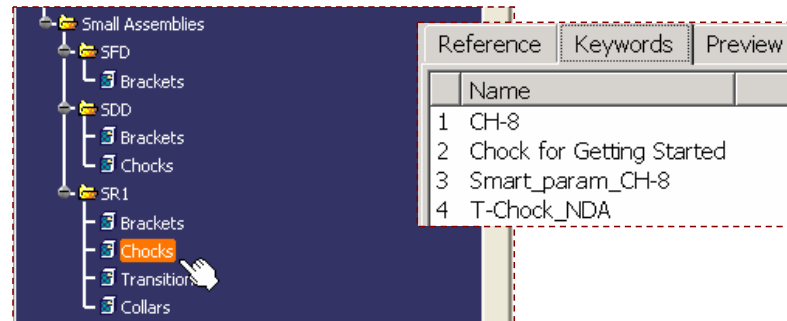 Small Assemblies
SFD
Brackets
SDD
Brackets
Chocks
SR1
Brackets
Chocks
Transition
Collars
Reference Keywords Preview
Name
1 CH-8
2 Chock for Getting Started
3 Smart_param_CH-8
4 T-Chock_NDA